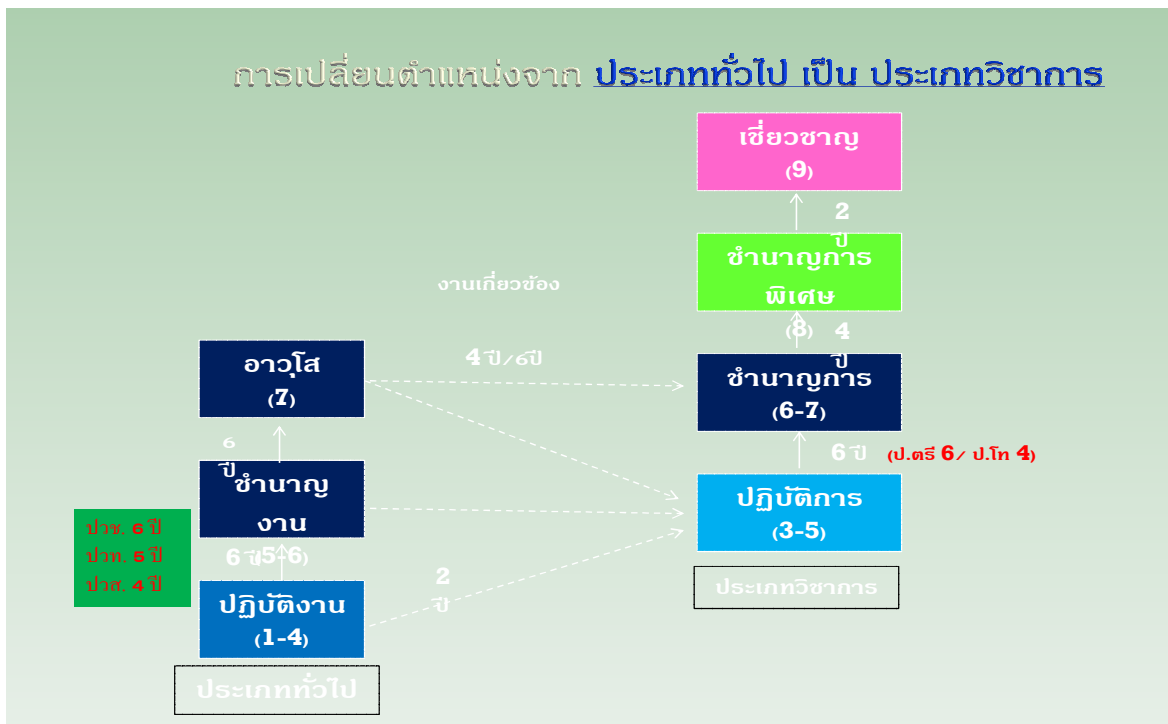 การเปลี่ยนตำแหน่งจาก ประเภททั่วไป เป็น ประเภทวิชาการ
เชี่ยวชาญ
(9)
2
ปี
ชำนาญการ
พิเศษ
(8)
4
ปี
งานเกี่ยวข้อง
4 ปี/6ปี
อาวุโส
(7)
ชำนาญการ
(6-7)
6
ปี
6 ปี
(ป.ตรี 6/ ป.โท 4)
ชำนาญ
งาน
(5-6)
ปฏิบัติการ
(3-5)
ปวช. 6 ปี
ปวท. 5 ปี
ปวส. 4 ปี
6 ปี
2
ปี
ประเภทวิชาการ
ปฏิบัติงาน
(1-4)
ประเภททั่วไป